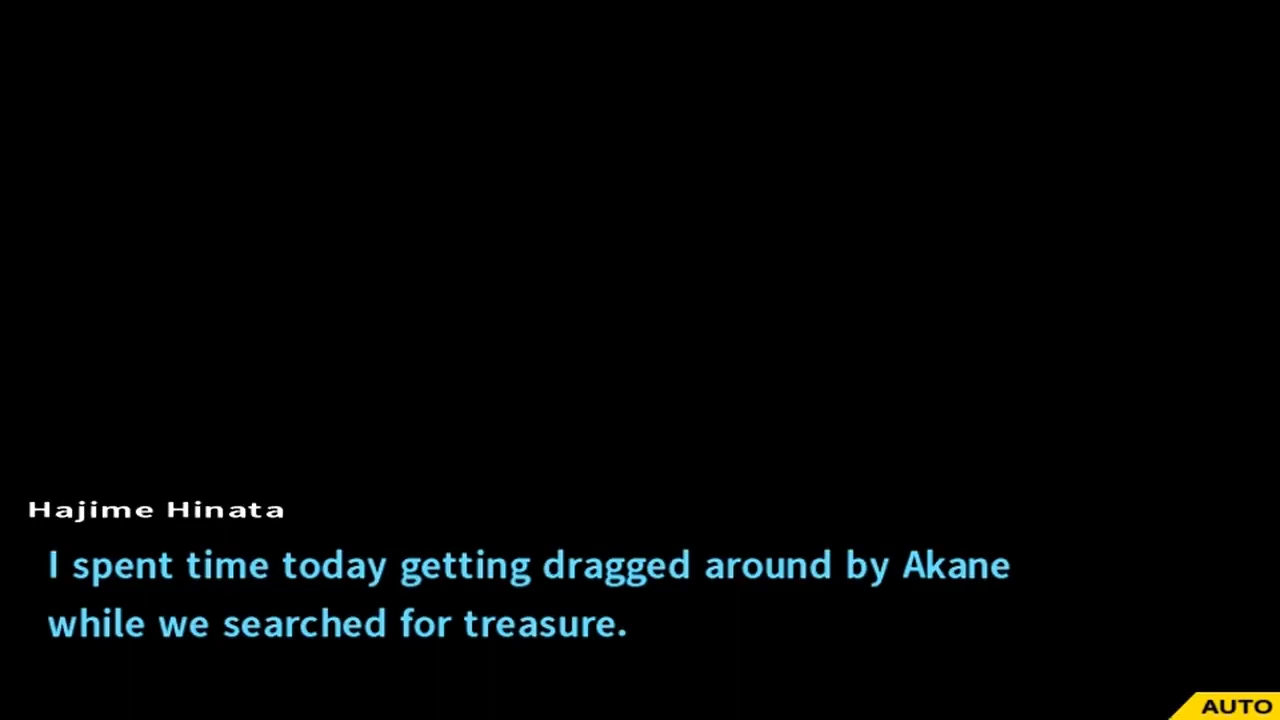 Hajime Hinata
I spent time today getting dragged around by Akane
while we searched for treasure.
AUTO